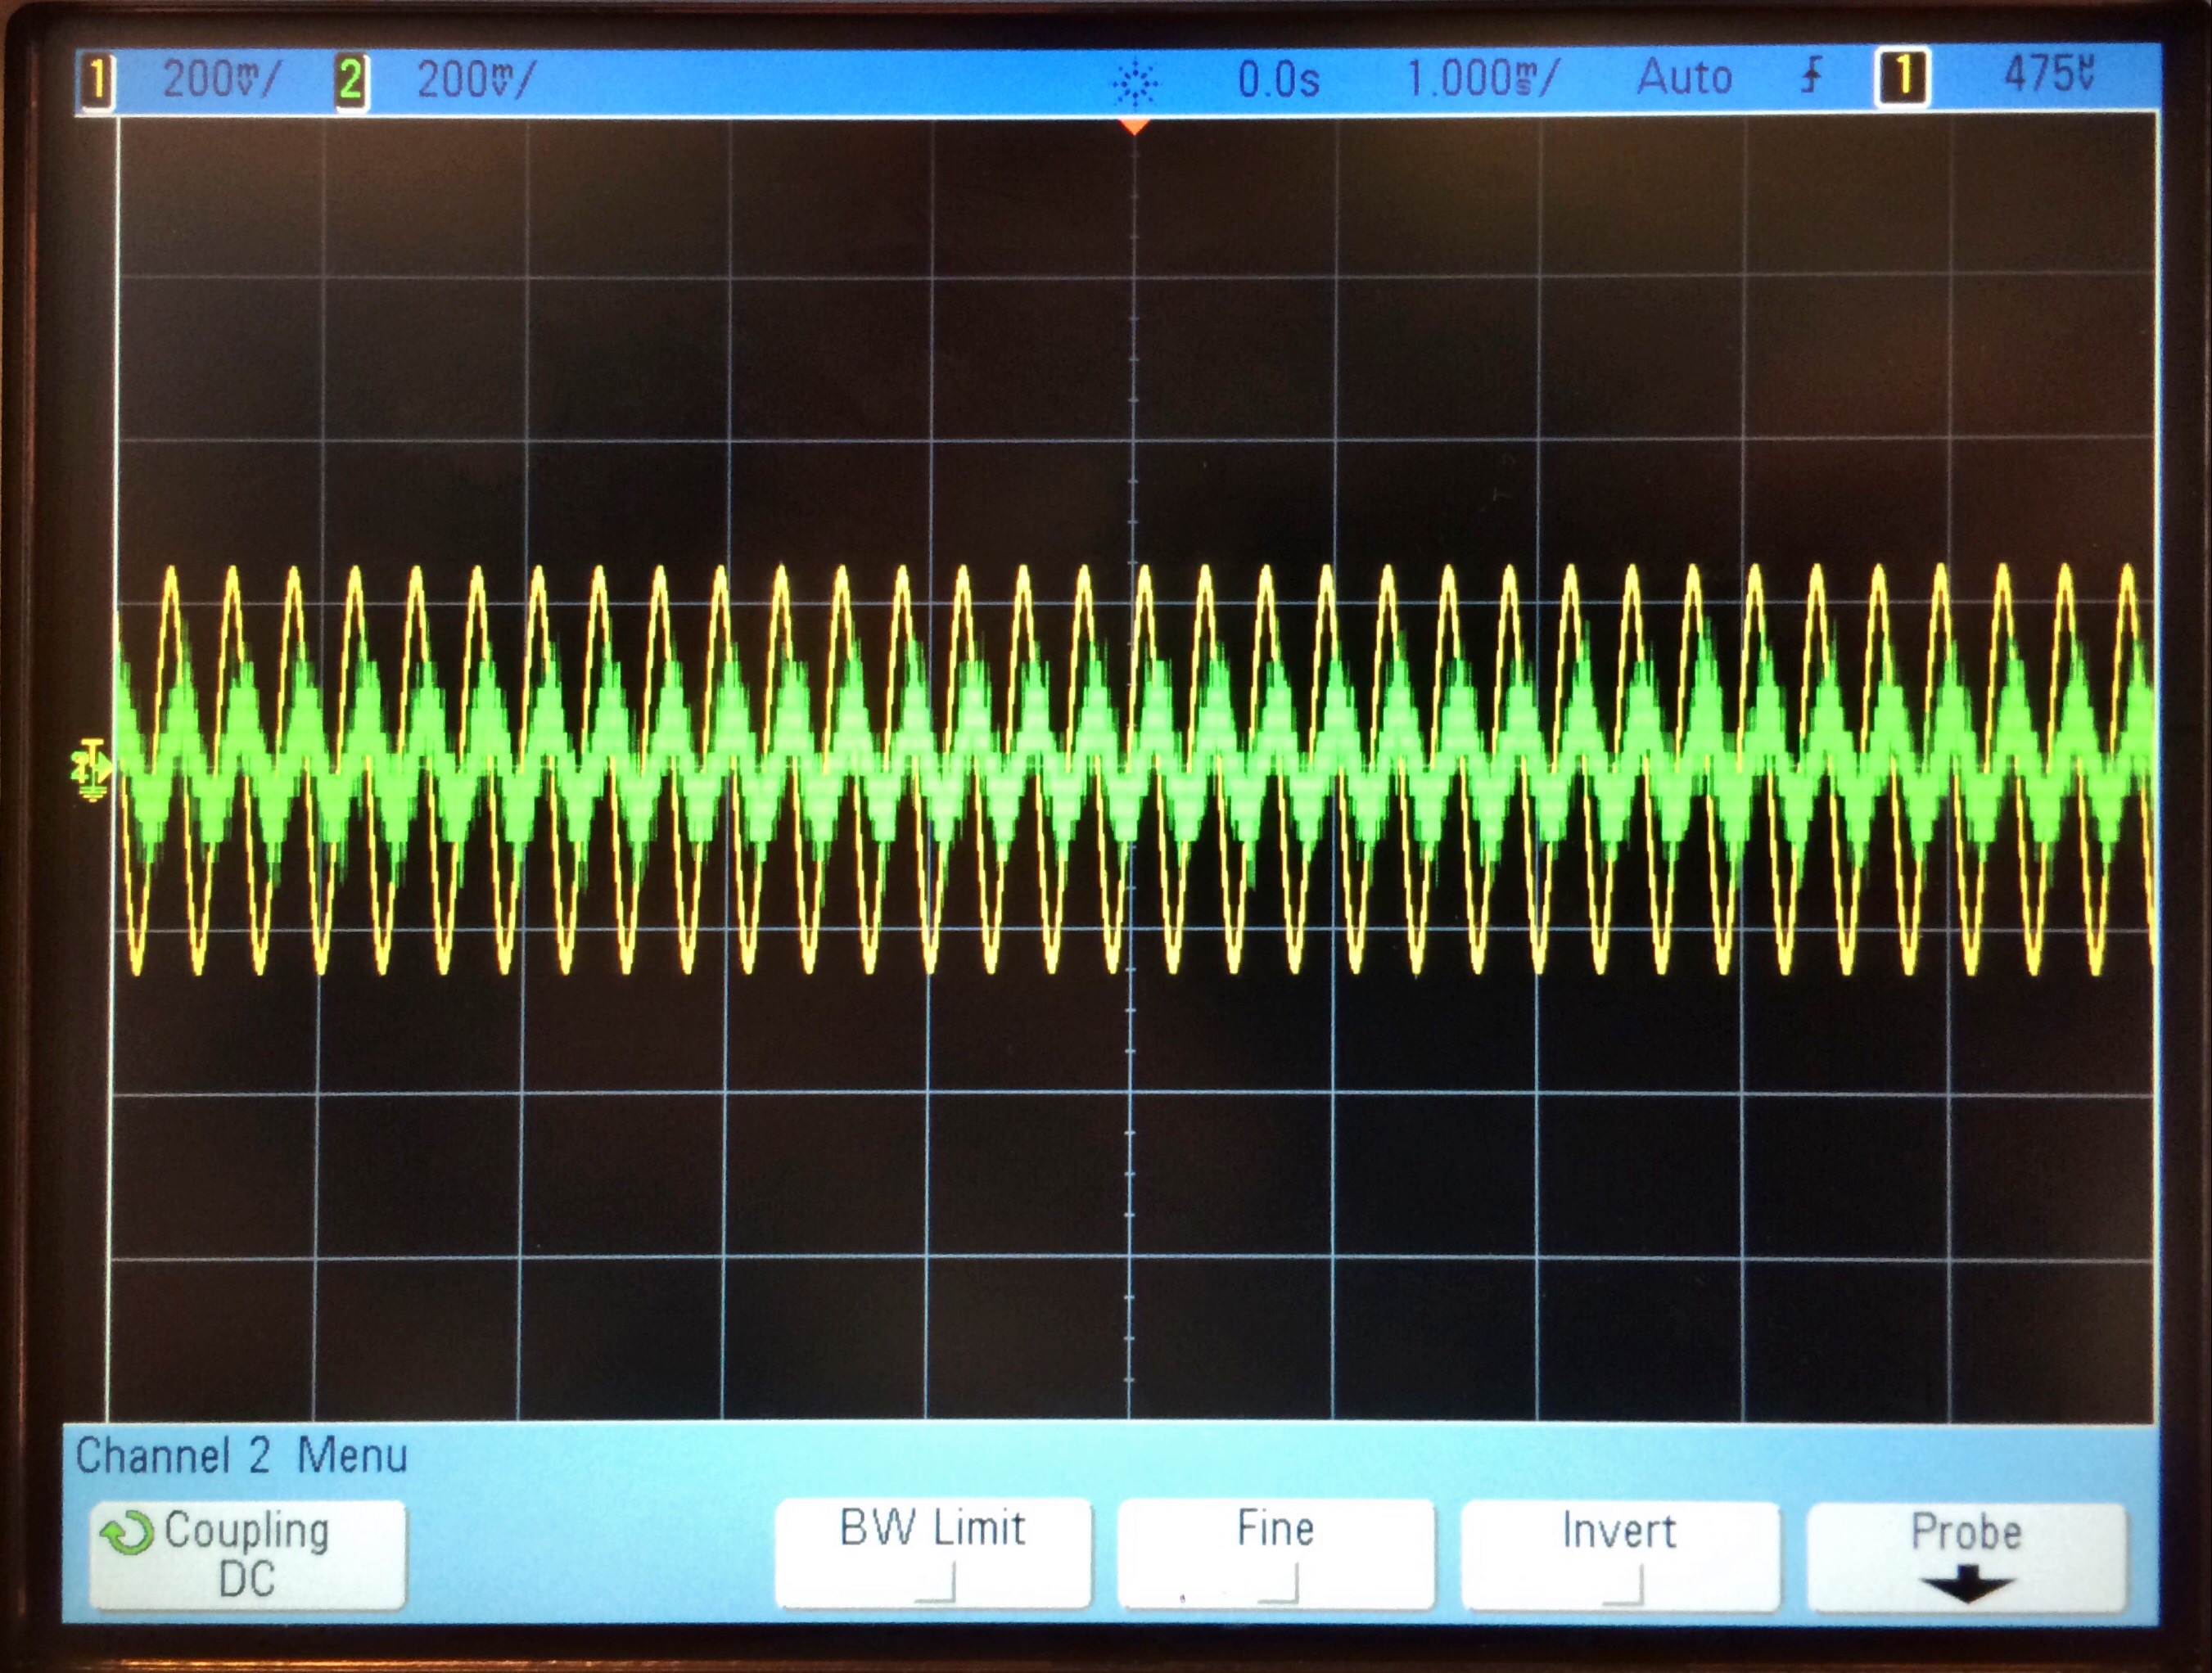 1 200mV/ 2 200mV/ 0.0s 1.000ms/ Auto 1 475µV
T
Channel 2 Menu
Coupling
DC
BW Limit
Fine
Invert
Probe